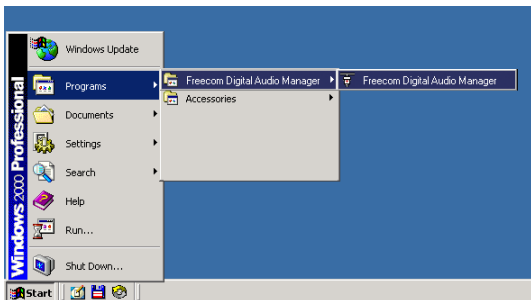 Windows Update
Programs
Freecom Digital Audio Manager
Freecom Digital Audio Manager
Documents
Accessories
Settings
Search
Help
Run...
Shut Down...
Windows 2000 Professional
Start